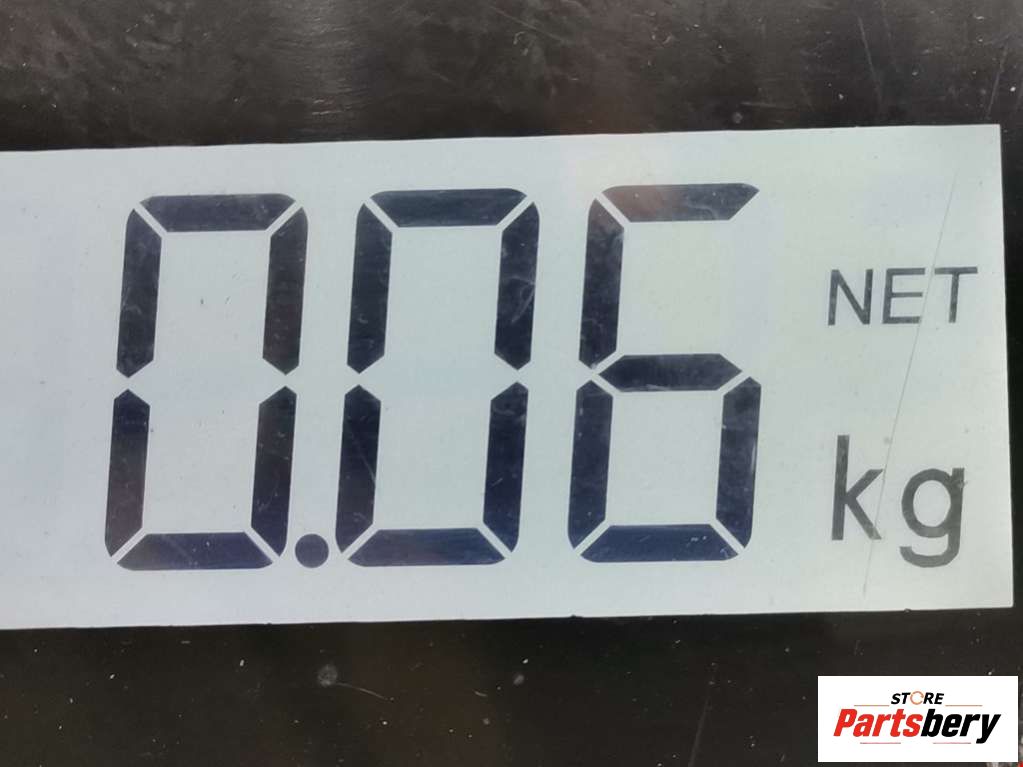 0.06 NET
kg
STORE
Partsbery